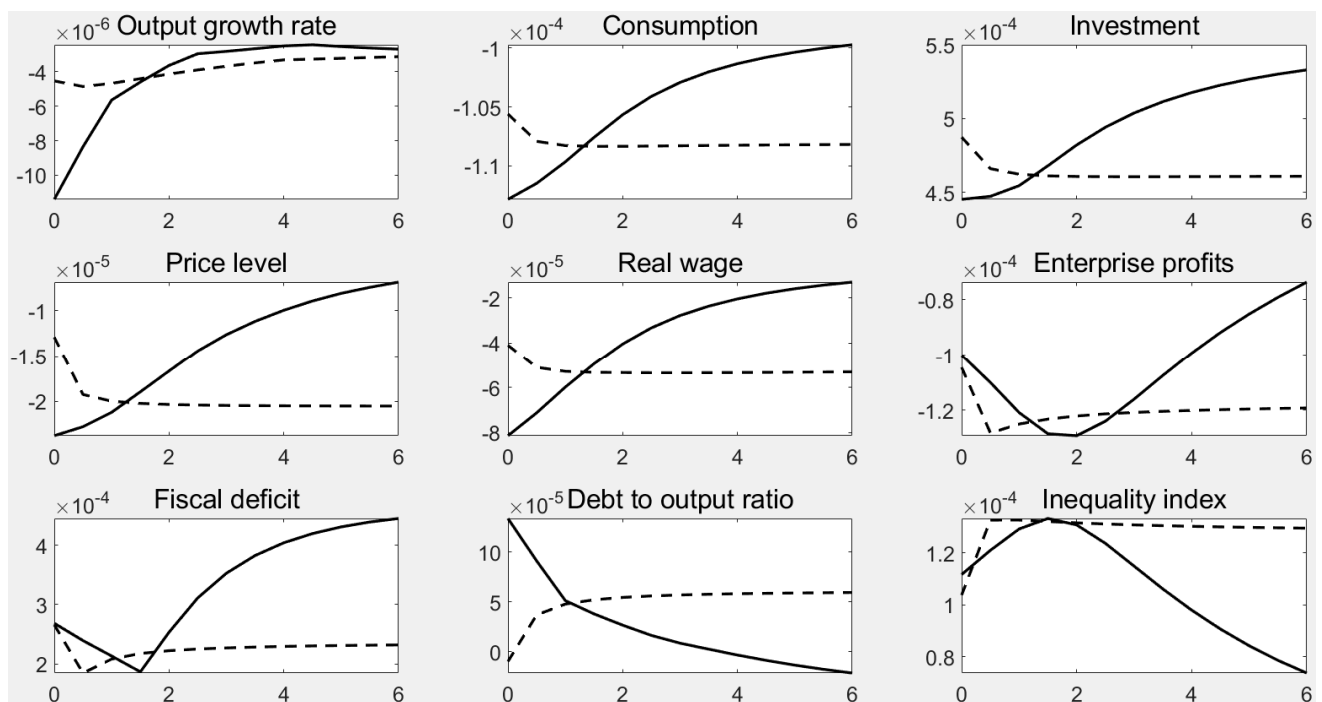 ×10-6 Output growth rate
-4
-6
-8
-10
0 2 4 6
×10-4 Consumption
-1
-1.05
-1.1
0 2 4 6
×10-4 Investment
5.5
5
4.5
0 2 4 6
×10-5 Price level
-1
-1.5
-2
0 2 4 6
×10-5 Real wage
-2
-4
-6
-8
0 2 4 6
×10-4 Enterprise profits
-0.8
-1
-1.2
0 2 4 6
×10-4 Fiscal deficit
4
3
2
0 2 4 6
×10-5 Debt to output ratio
10
5
0
0 2 4 6
×10-4 Inequality index
1.2
1
0.8
0 2 4 6